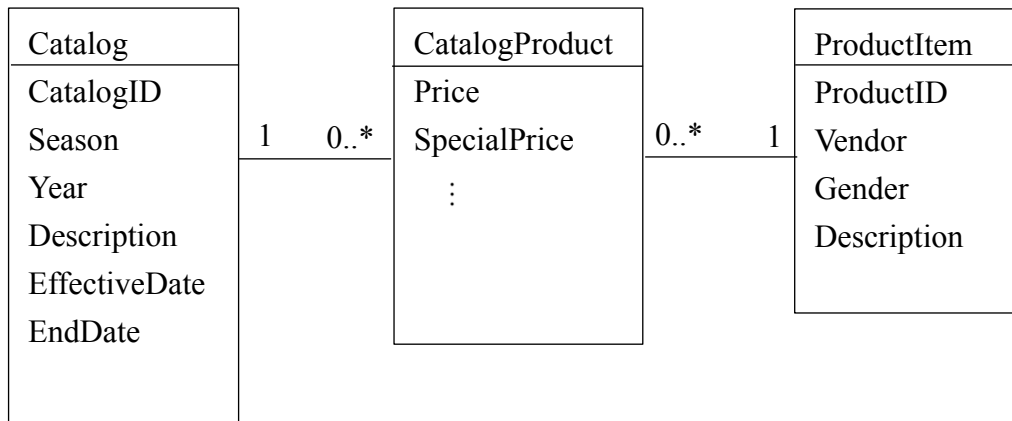 Catalog
CatalogID
Season
Year
Description
EffectiveDate
EndDate
1
0..*
CatalogProduct
Price
SpecialPrice
⋮
0..*
1
ProductItem
ProductID
Vendor
Gender
Description